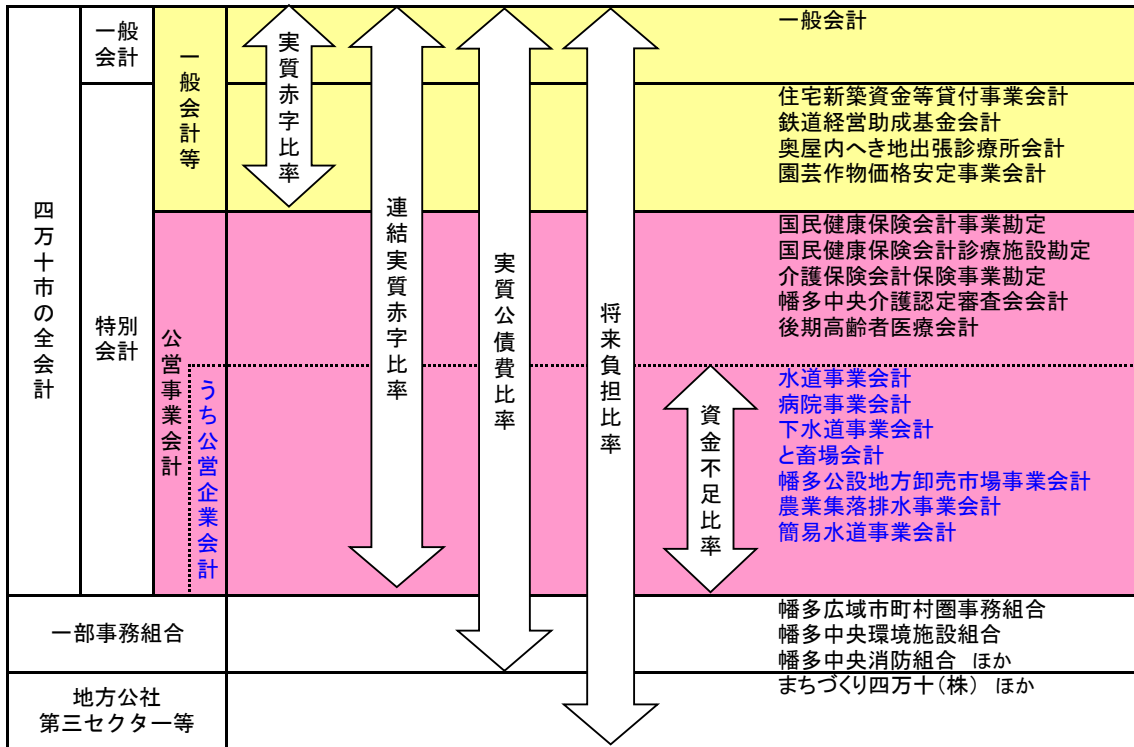 四万十市の全会計
一般
会計
特別
会計
一般会計等
公営事業会計
うち公営企業会計
実質赤字比率
連結実質赤字比率
実質公債費比率
将来負担比率
資金不足比率
一般会計
住宅新築資金等貸付事業会計
鉄道経営助成基金会計
奥屋内へき地出張診療所会計
園芸作物価格安定事業会計
国民健康保険会計事業勘定
国民健康保険会計診療施設勘定
介護保険会計保険事業勘定
幡多中央介護認定審査会会計
後期高齢者医療会計
水道事業会計
病院事業会計
下水道事業会計
と畜場会計
幡多公設地方卸売市場事業会計
農業集落排水事業会計
簡易水道事業会計
一部事務組合
幡多広域市町村圏事務組合
幡多中央環境施設組合
幡多中央消防組合 ほか
地方公社
第三セクター等
まちづくり四万十(株) ほか